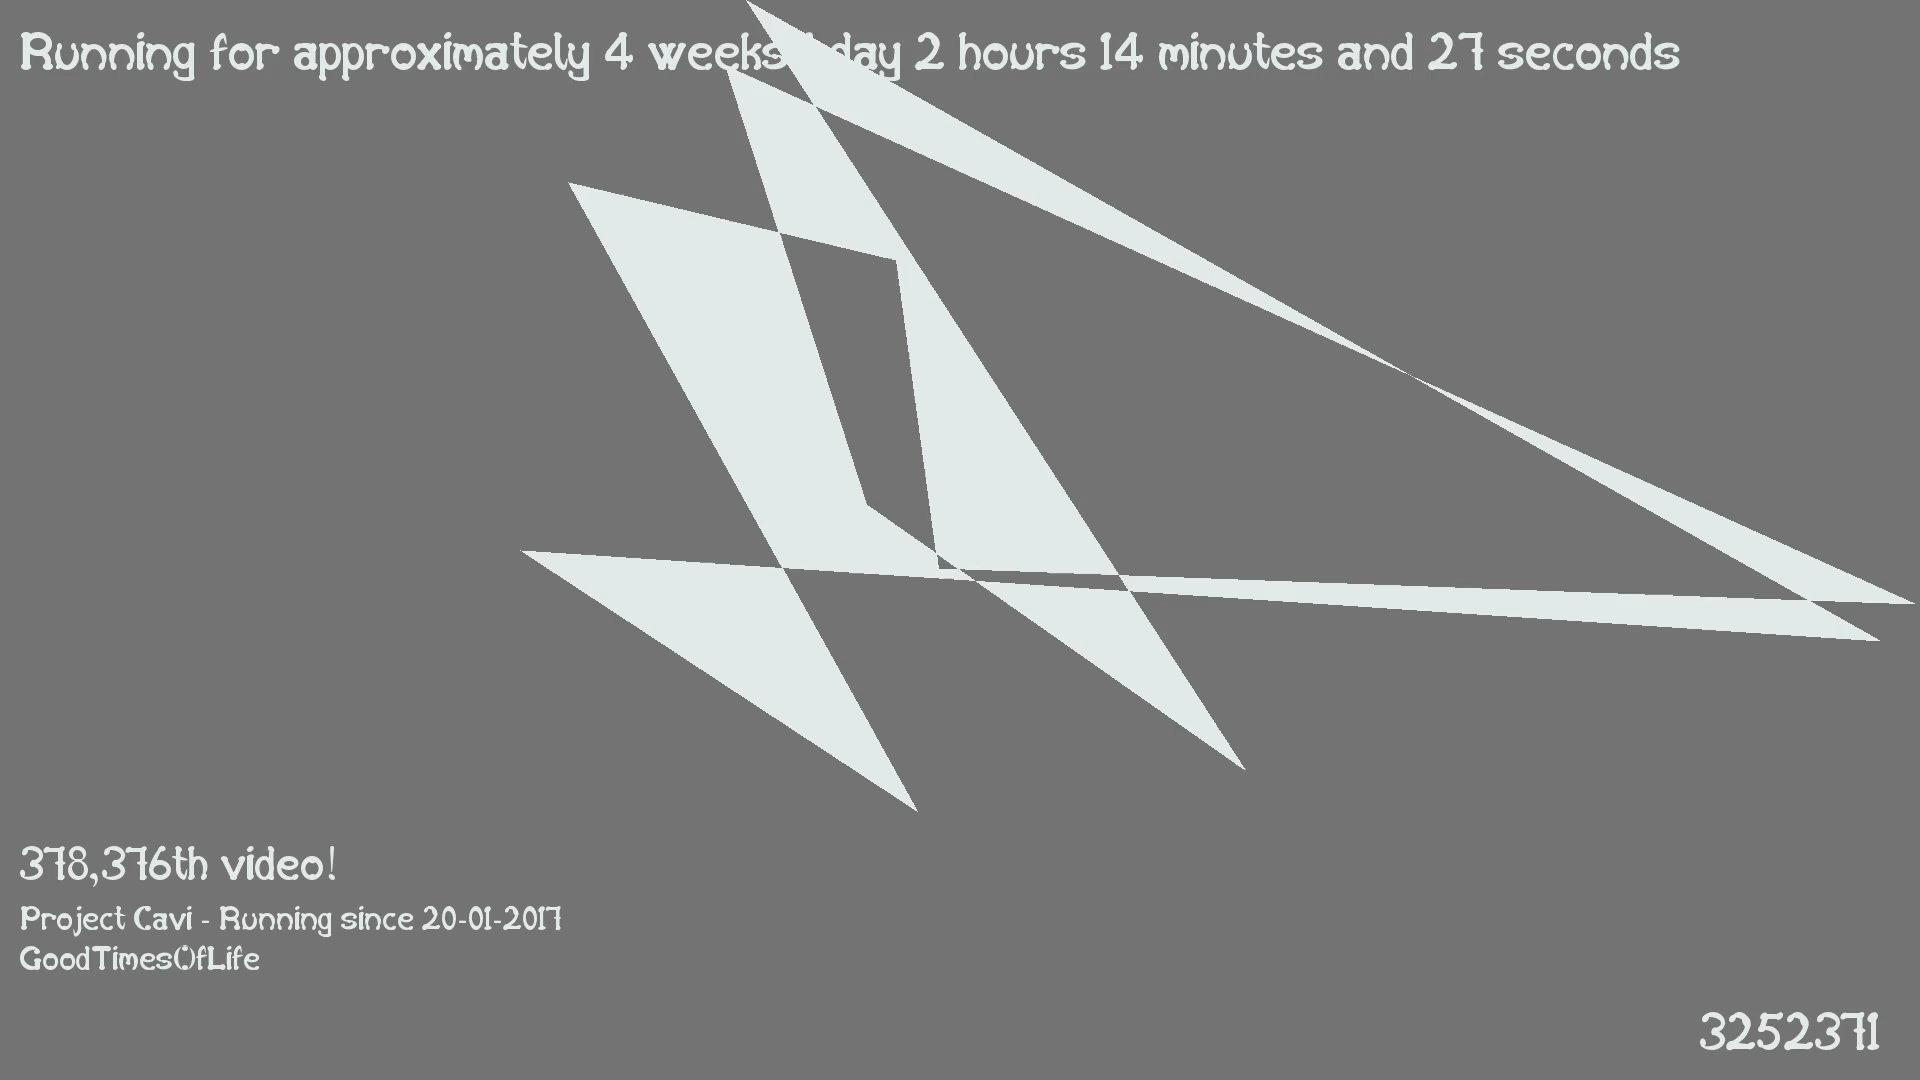 Running for approximately 4 weeks day 2 hours 14 minutes and 27 seconds
378,376th video!
Project Cavi - Running since 20-01-2017
GoodTimesOfLife
3252371